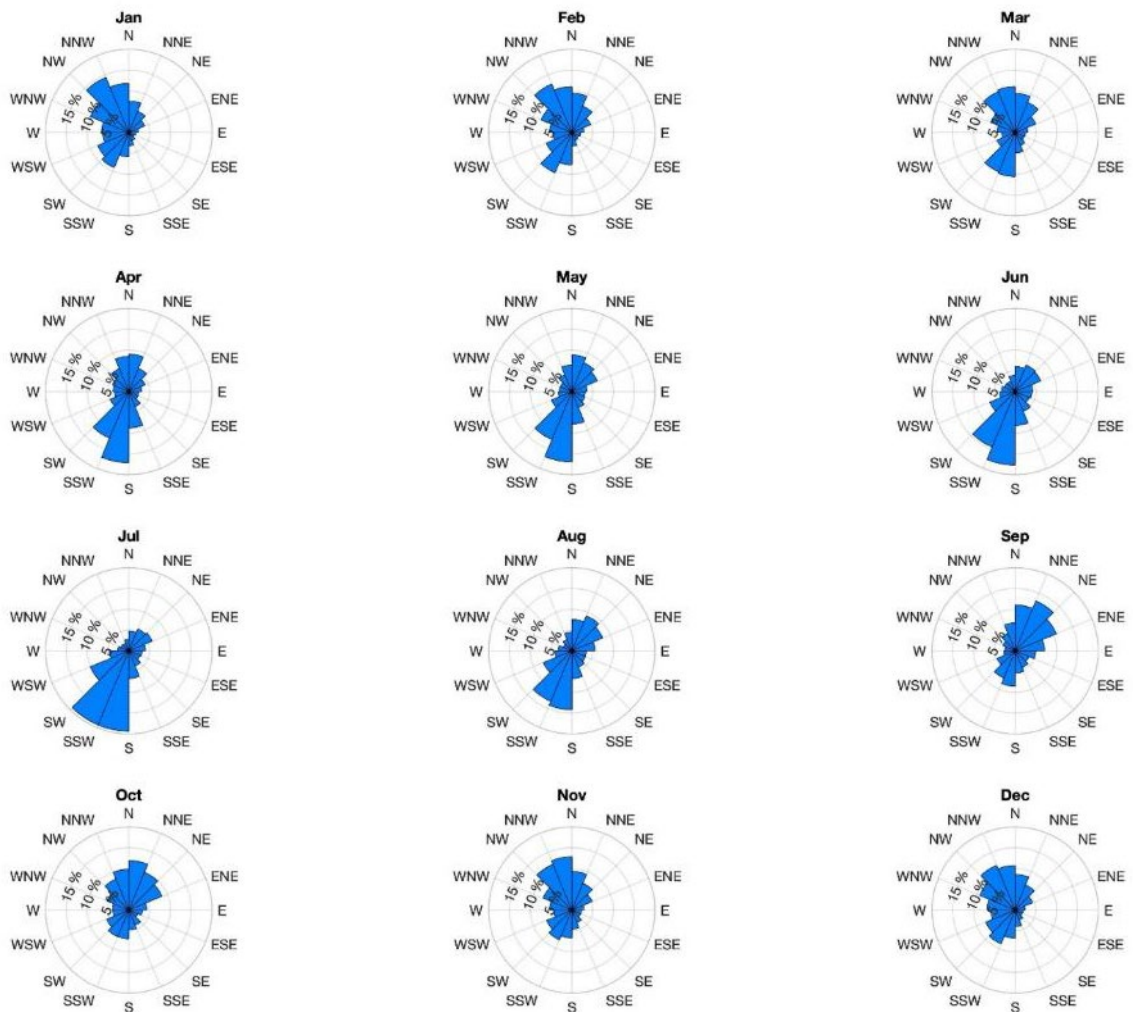 Jan
N
NNW NNE
NW NE
WNW ENE
15 % 10 % 5 %
W E
WSW ESE
SW SE
SSW SSE
S
Feb
N
NNW NNE
NW NE
WNW ENE
15 % 10 % 5 %
W E
WSW ESE
SW SE
SSW SSE
S
Mar
N
NNW NNE
NW NE
WNW ENE
15 % 10 % 5 %
W E
WSW ESE
SW SE
SSW SSE
S
Apr
N
NNW NNE
NW NE
WNW ENE
15 % 10 % 5 %
W E
WSW ESE
SW SE
SSW SSE
S
May
N
NNW NNE
NW NE
WNW ENE
15 % 10 % 5 %
W E
WSW ESE
SW SE
SSW SSE
S
Jun
N
NNW NNE
NW NE
WNW ENE
15 % 10 % 5 %
W E
WSW ESE
SW SE
SSW SSE
S
Jul
N
NNW NNE
NW NE
WNW ENE
15 % 10 % 5 %
W E
WSW ESE
SW SE
SSW SSE
S
Aug
N
NNW NNE
NW NE
WNW ENE
15 % 10 % 5 %
W E
WSW ESE
SW SE
SSW SSE
S
Sep
N
NNW NNE
NW NE
WNW ENE
15 % 10 % 5 %
W E
WSW ESE
SW SE
SSW SSE
S
Oct
N
NNW NNE
NW NE
WNW ENE
15 % 10 % 5 %
W E
WSW ESE
SW SE
SSW SSE
S
Nov
N
NNW NNE
NW NE
WNW ENE
15 % 10 % 5 %
W E
WSW ESE
SW SE
SSW SSE
S
Dec
N
NNW NNE
NW NE
WNW ENE
15 % 10 % 5 %
W E
WSW ESE
SW SE
SSW SSE
S